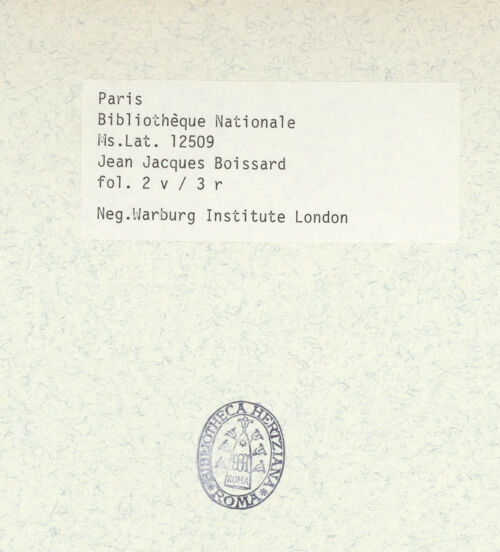 Paris
Bibliothèque Nationale
Ms.Lat. 12509
Jean Jacques Boissard
fol. 2 v / 3 r
Neg.Warburg Institute London
BIBLIOTHECA HERTZIANA
ROMA
ROMA